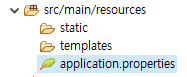 src/main/resources
static
templates
application.properties